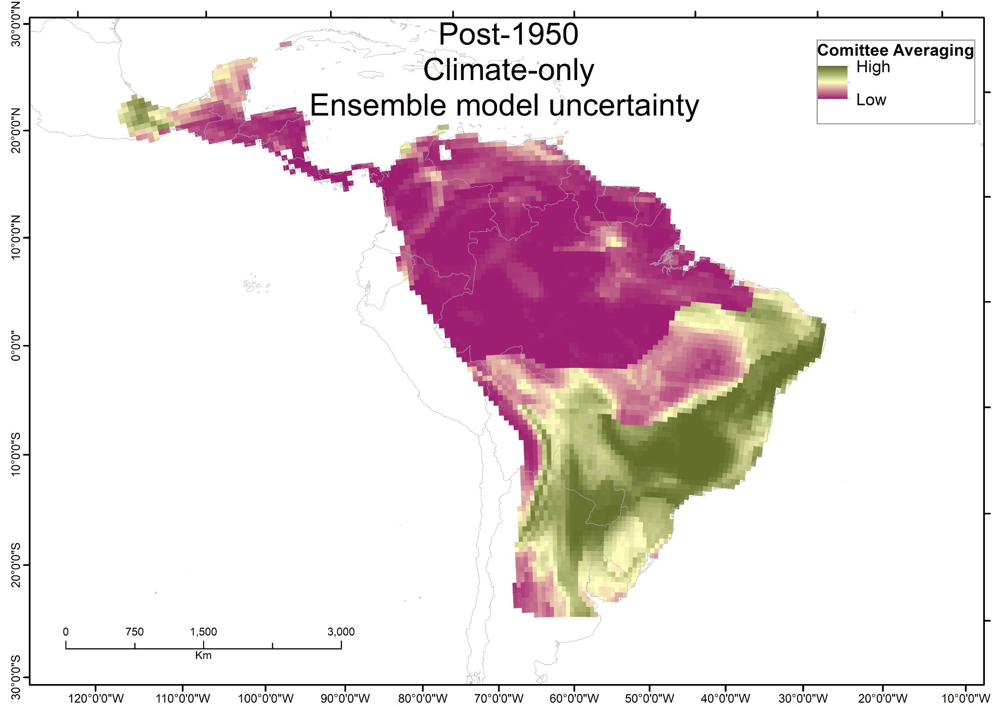 Post-1950
Climate-only
Ensemble model uncertainty
Comittee Averaging
High
Low
30°0'0"N
20°0'0"N
10°0'0"N
0°0'0"
10°0'0"S
20°0'0"S
30°0'0"S
0 750 1,500 3,000
Km
120°0'0"W 110°0'0"W 100°0'0"W 90°0'0"W 80°0'0"W 70°0'0"W 60°0'0"W 50°0'0"W 40°0'0"W 30°0'0"W 20°0'0"W 10°0'0"W